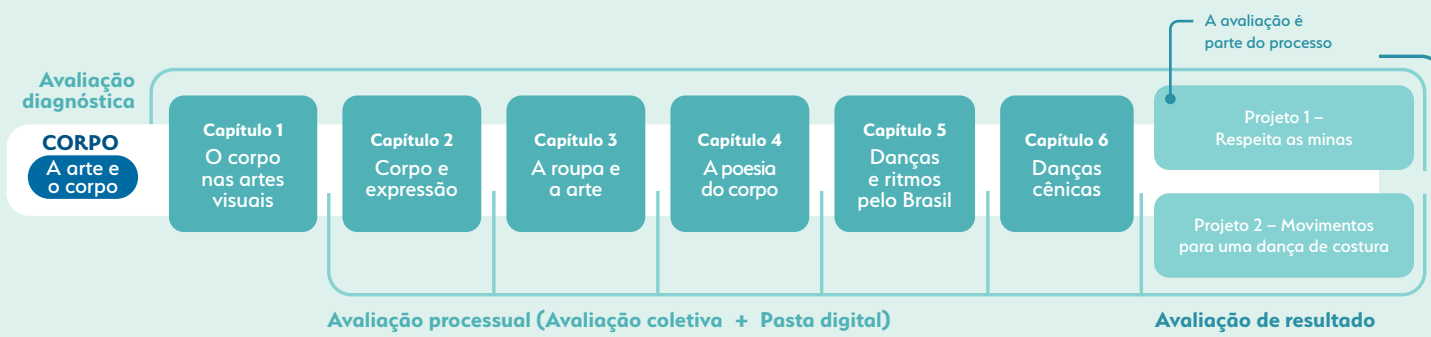 A avaliação é
parte do processo
Avaliação
diagnóstica
CORPO
A arte e
o corpo
Capítulo 1
O corpo
nas artes
visuais
Capítulo 2
Corpo e
expressão
Capítulo 3
A roupa e
a arte
Capítulo 4
A poesia
do corpo
Capítulo 5
Danças
e ritmos
pelo Brasil
Capítulo 6
Danças
cênicas
Projeto 1 –
Respeita as minas
Projeto 2 – Movimentos
para uma dança de costura
Avaliação processual (Avaliação coletiva + Pasta digital)
Avaliação de resultado